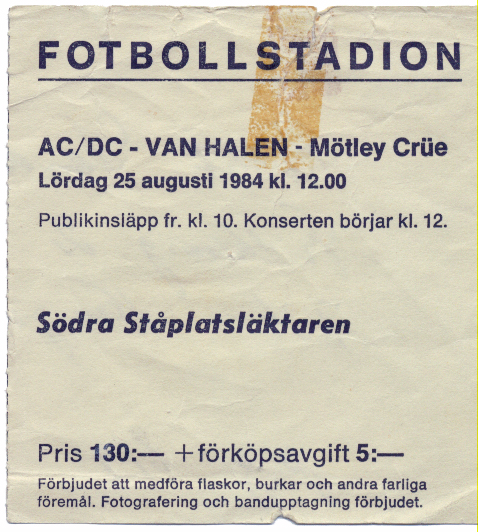 FOTBOLLSTADION
AC/DC - VAN HALEN - Mötley Crüe
Lördag 25 augusti 1984 kl. 12.00
Publikinsläpp fr. kl. 10. Konserten börjar kl. 12.
Södra Ståplatsläktaren
Pris 130:— +förköpsavgift 5:—
Förbjudet att medföra flaskor, burkar och andra farliga
föremål. Fotografering och bandupptagning förbjudet.